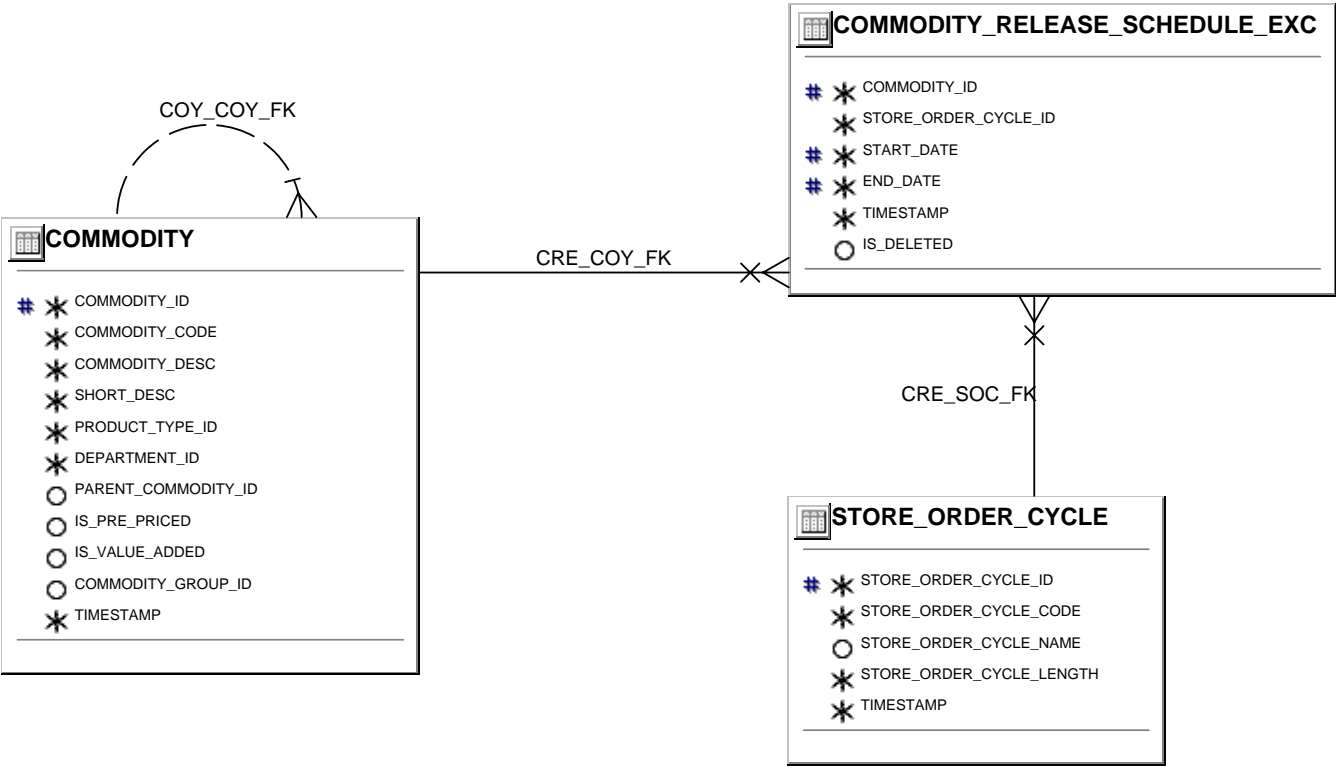 COMMODITY_RELEASE_SCHEDULE_EXC
# * COMMODITY_ID
* STORE_ORDER_CYCLE_ID
# * START_DATE
# * END_DATE
* TIMESTAMP
IS_DELETED
COY_COY_FK
COMMODITY
# * COMMODITY_ID
* COMMODITY_CODE
* COMMODITY_DESC
* SHORT_DESC
* PRODUCT_TYPE_ID
* DEPARTMENT_ID
PARENT_COMMODITY_ID
IS_PRE_PRICED
IS_VALUE_ADDED
COMMODITY_GROUP_ID
* TIMESTAMP
CRE_COY_FK
CRE_SOC_FK
STORE_ORDER_CYCLE
# * STORE_ORDER_CYCLE_ID
* STORE_ORDER_CYCLE_CODE
STORE_ORDER_CYCLE_NAME
* STORE_ORDER_CYCLE_LENGTH
* TIMESTAMP